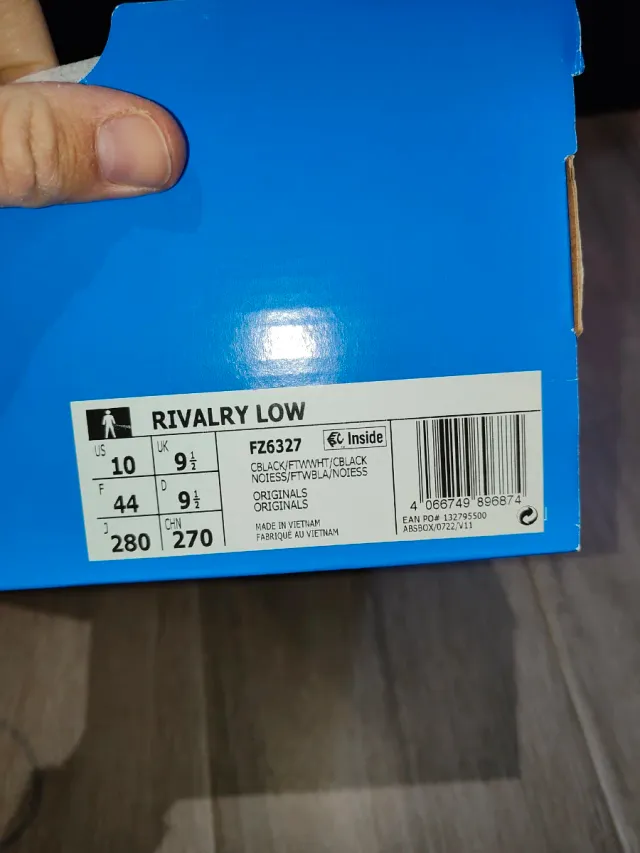 RIVALRY LOW
US 10 UK 9½
F 44 D 9½
J 280 CHN 270
FZ6327
Inside
CBLACK/FTWWHT/CBLACK
NOIESS/FTWBLA/NOIESS
ORIGINALS
ORIGINALS
MADE IN VIETNAM
FABRIQUÉ AU VIETNAM
4 066749 896874
EAN PO# 132795500
ABSBOX/0722/V11